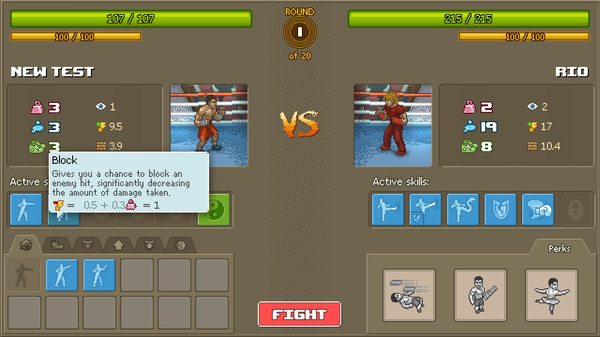 107 / 107
ROUND
1
of 20
215 / 215
100 / 100
100 / 100
NEW TEST
RIO
3
1
3
9.5
3
3.9
VS
2
2
19
17
8
10.4
Block
Gives you a chance to block an
enemy hit, significantly decreasing
the amount of damage taken.
= 0.5 + 0.3 = 1
Active s
Active skills:
Perks
FIGHT